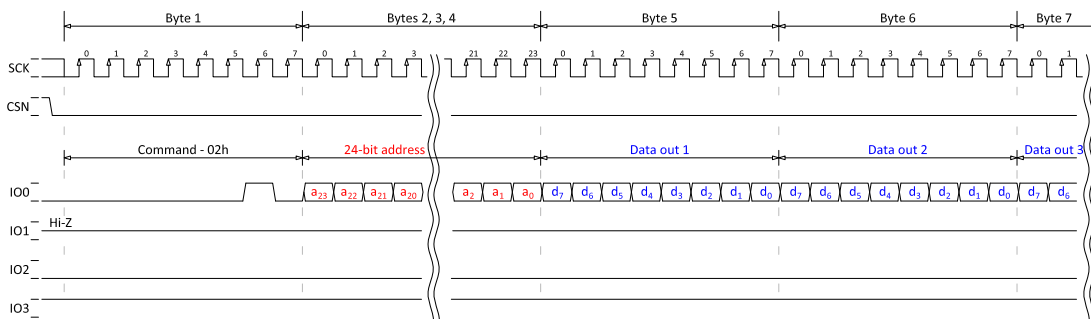 Byte 1 Bytes 2, 3, 4 Byte 5 Byte 6 Byte 7
0 1 2 3 4 5 6 7 0 1 2 3 21 22 23 0 1 2 3 4 5 6 7 0 1 2 3 4 5 6 7 0 1
SCK
CSN
Command - 02h 24-bit address Data out 1 Data out 2 Data out 3
IO0 a₂₃ a₂₂ a₂₁ a₂₀ a₂ a₁ a₀ d₇ d₆ d₅ d₄ d₃ d₂ d₁ d₀ d₇ d₆ d₅ d₄ d₃ d₂ d₁ d₀ d₇ d₆
Hi-Z
IO1
IO2
IO3